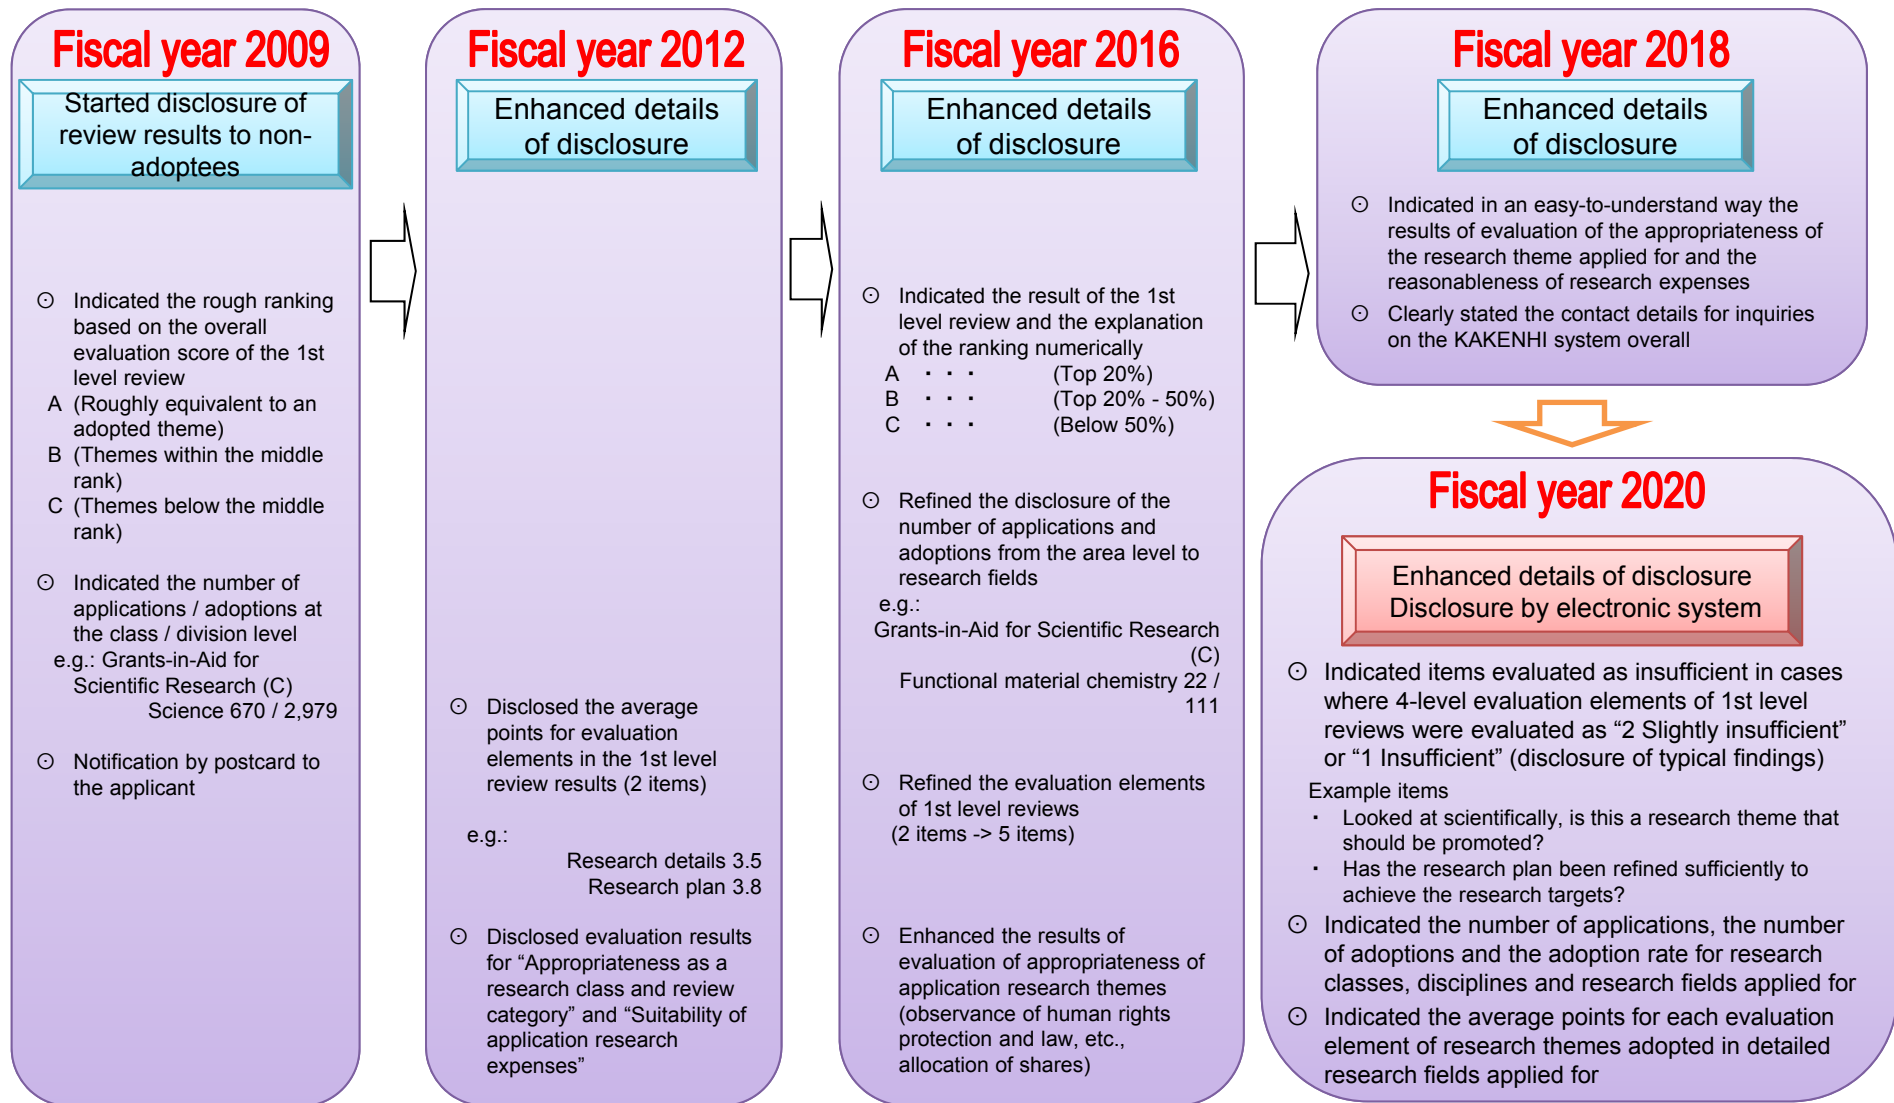 Fiscal year 2009
Started disclosure of
review results to non-
adoptees
⊙ Indicated the rough ranking
based on the overall
evaluation score of the 1st
level review
A (Roughly equivalent to an
adopted theme)
B (Themes within the middle
rank)
C (Themes below the middle
rank)
⊙ Indicated the number of
applications / adoptions at
the class / division level
e.g.: Grants-in-Aid for
Scientific Research (C)
Science 670 / 2,979
⊙ Notification by postcard to
the applicant
Fiscal year 2012
Enhanced details
of disclosure
⊙ Disclosed the average
points for evaluation
elements in the 1st level
review results (2 items)
e.g.:
Research details 3.5
Research plan 3.8
⊙ Disclosed evaluation results
for “Appropriateness as a
research class and review
category” and “Suitability of
application research
expenses”
Fiscal year 2016
Enhanced details
of disclosure
⊙ Indicated the result of the 1st
level review and the explanation
of the ranking numerically
A ・・・ (Top 20%)
B ・・・ (Top 20% - 50%)
C ・・・ (Below 50%)
⊙ Refined the disclosure of the
number of applications and
adoptions from the area level to
research fields
e.g.:
Grants-in-Aid for Scientific Research
(C)
Functional material chemistry 22 /
111
⊙ Refined the evaluation elements
of 1st level reviews
(2 items -> 5 items)
⊙ Enhanced the results of
evaluation of appropriateness of
application research themes
(observance of human rights
protection and law, etc.,
allocation of shares)
Fiscal year 2018
Enhanced details
of disclosure
⊙ Indicated in an easy-to-understand way the
results of evaluation of the appropriateness of
the research theme applied for and the
reasonableness of research expenses
⊙ Clearly stated the contact details for inquiries
on the KAKENHI system overall
Fiscal year 2020
Enhanced details of disclosure
Disclosure by electronic system
⊙ Indicated items evaluated as insufficient in cases
where 4-level evaluation elements of 1st level
reviews were evaluated as “2 Slightly insufficient”
or “1 Insufficient” (disclosure of typical findings)
Example items
・ Looked at scientifically, is this a research theme that
should be promoted?
・ Has the research plan been refined sufficiently to
achieve the research targets?
⊙ Indicated the number of applications, the number
of adoptions and the adoption rate for research
classes, disciplines and research fields applied for
⊙ Indicated the average points for each evaluation
element of research themes adopted in detailed
research fields applied for